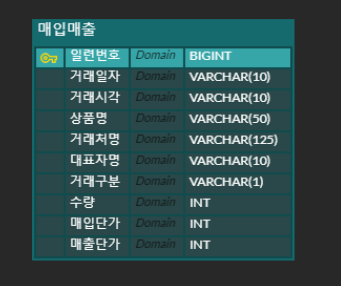 매입매출
일련번호 Domain BIGINT
거래일자 Domain VARCHAR(10)
거래시각 Domain VARCHAR(10)
상품명 Domain VARCHAR(50)
거래처명 Domain VARCHAR(125)
대표자명 Domain VARCHAR(10)
거래구분 Domain VARCHAR(1)
수량 Domain INT
매입단가 Domain INT
매출단가 Domain INT